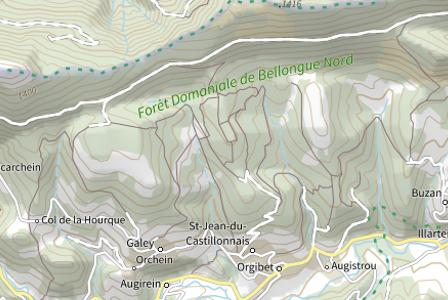 1416
Forêt Domaniale de Bellongue Nord
1400
carchein
Buzan
Col de la Hourque
St-Jean-du-
Castillonnais
Illarte
Galey
Orchein
Orgibet
Augistrou
Augirein